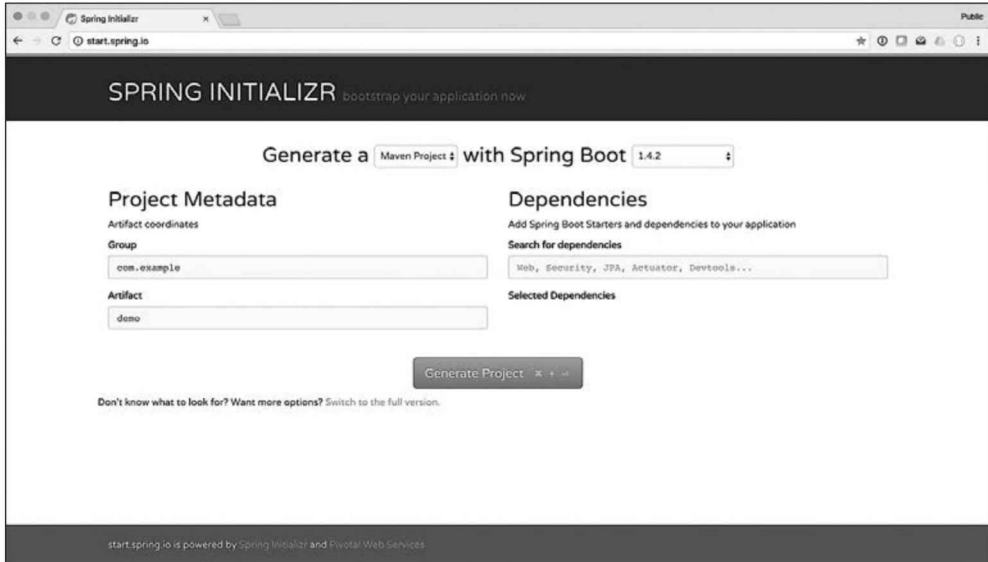 Spring Initializr
Public
start.spring.io
SPRING INITIALIZR bootstrap your application now
Generate a Maven Project with Spring Boot 1.4.2
Project Metadata
Artifact coordinates
Group
com.example
Artifact
demo
Dependencies
Add Spring Boot Starters and dependencies to your application
Search for dependencies
Web, Security, JPA, Actuator, Devtools...
Selected Dependencies
Generate Project ⌘ + ⏎
Don't know what to look for? Want more options? Switch to the full version.
start.spring.io is powered by Spring Initializr and Pivotal Web Services